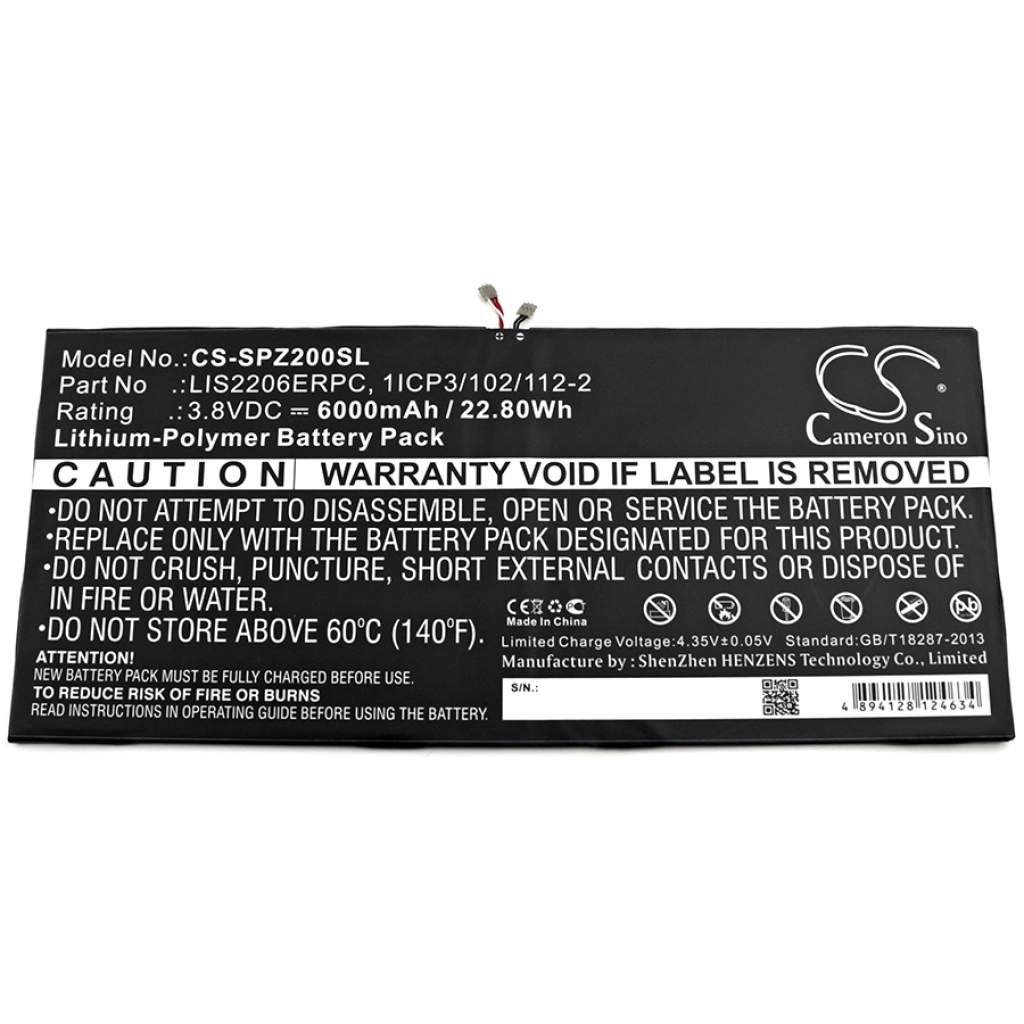 Model No.:CS-SPZ200SL
Part No .:LIS2206ERPC, 1ICP3/102/112-2
Rating .:3.8VDC ⎓ 6000mAh / 22.80Wh
Lithium-Polymer Battery Pack
CS®
Cameron Sino
CAUTION WARRANTY VOID IF LABEL IS REMOVED
•DO NOT ATTEMPT TO DISASSEMBLE, OPEN OR SERVICE THE BATTERY PACK.
•REPLACE ONLY WITH THE BATTERY PACK DESIGNATED FOR THIS PRODUCT.
•DO NOT CRUSH, PUNCTURE, SHORT EXTERNAL CONTACTS OR DISPOSE OF
IN FIRE OR WATER.
•DO NOT STORE ABOVE 60°C (140°F).
ATTENTION!
NEW BATTERY PACK MUST BE FULLY CHARGED BEFORE USE.
TO REDUCE RISK OF FIRE OR BURNS
READ INSTRUCTIONS IN OPERATING GUIDE BEFORE USING THE BATTERY.
CE
Made In China
Pb
Limited Charge Voltage:4.35V±0.05V Standard:GB/T18287-2013
Manufacture by : ShenZhen HENZENS Technology Co., Limited
S/N.:
4 894128 124634